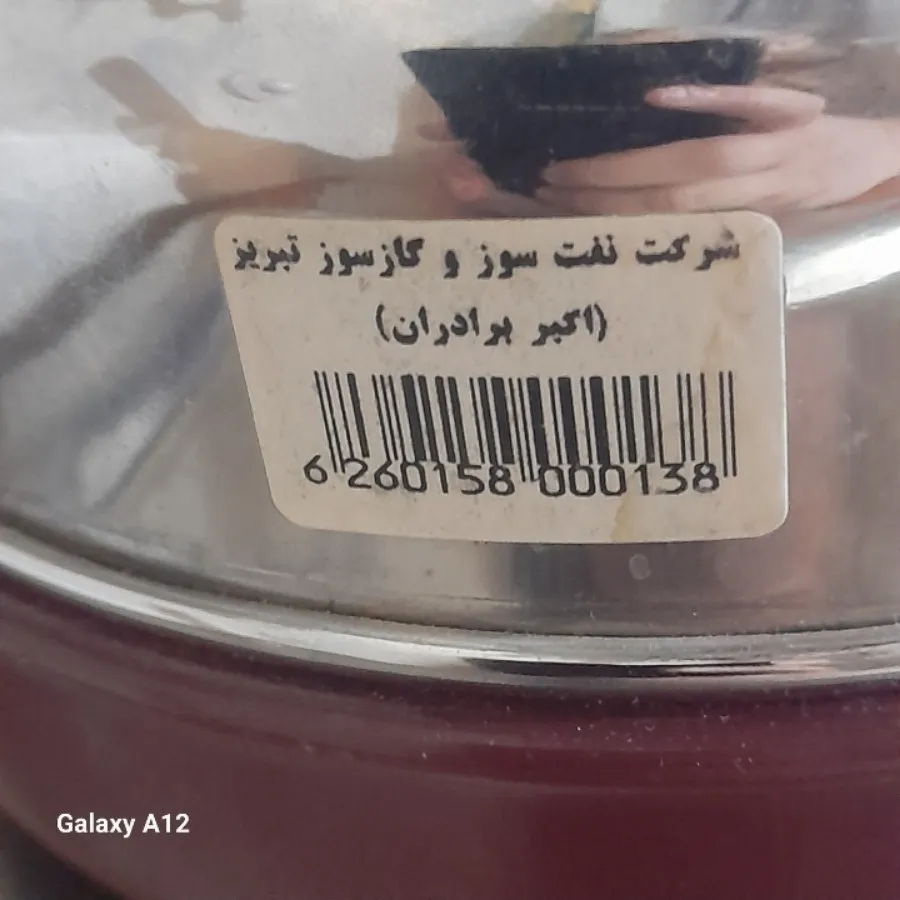 شرکت نفت سوز و گازسوز تبریز
(اکبر برادران)
6 260158 000138
Galaxy A12